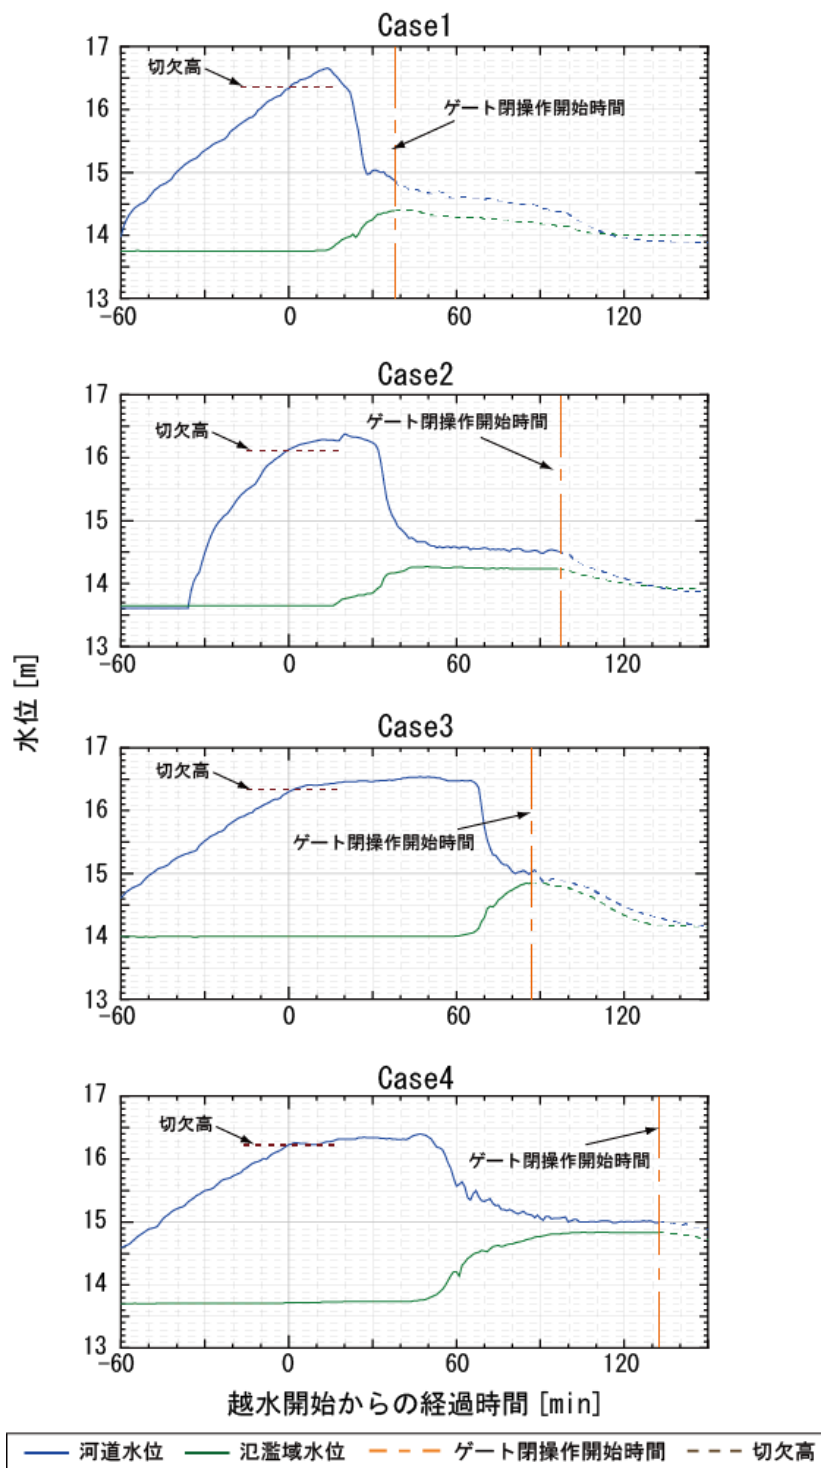 Case1
17
16
15
14
13
切欠高
ゲート閉操作開始時間
-60 0 60 120
Case2
17
16
15
14
13
切欠高
ゲート閉操作開始時間
-60 0 60 120
水位 [m]
Case3
17
16
15
14
13
切欠高
ゲート閉操作開始時間
-60 0 60 120
Case4
17
16
15
14
13
切欠高
ゲート閉操作開始時間
-60 0 60 120
越水開始からの経過時間 [min]
河道水位 氾濫域水位 ゲート閉操作開始時間 切欠高